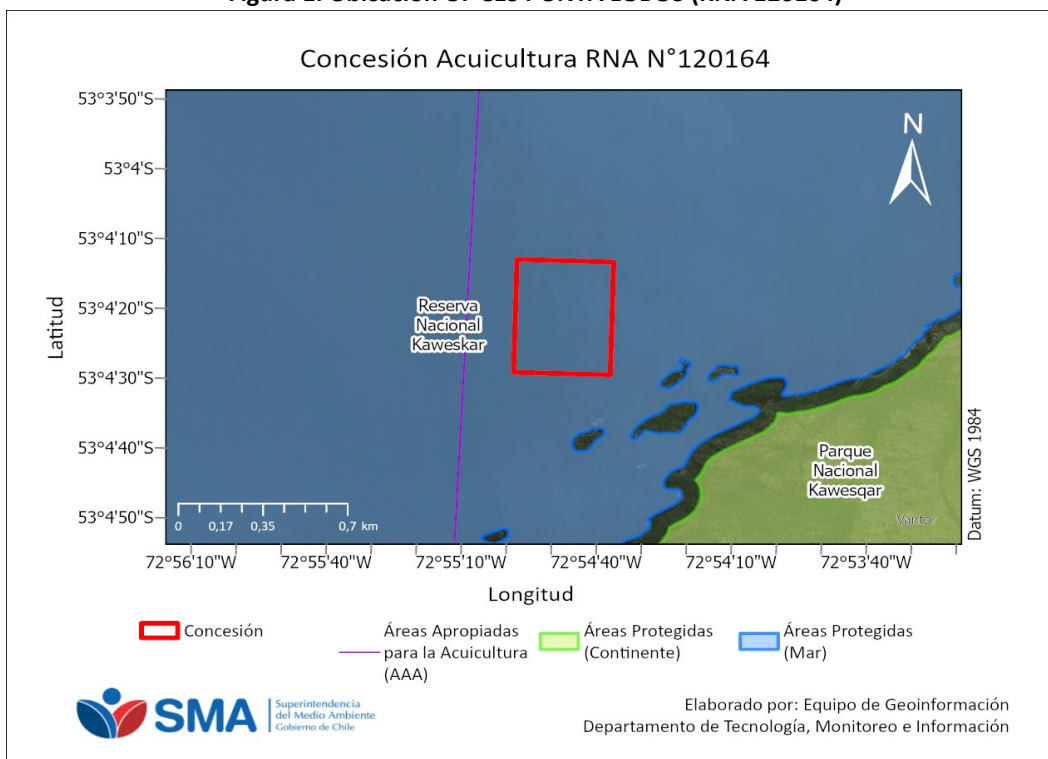 Concesión Acuicultura RNA N°120164
53°3'50"S
53°4'S
53°4'10"S
53°4'20"S
53°4'30"S
53°4'40"S
53°4'50"S
Latitud
N
Reserva
Nacional
Kaweskar
Parque
Nacional
Kawesqar
Vantor
Datum: WGS 1984
0 0,17 0,35 0,7 km
72°56'10"W 72°55'40"W 72°55'10"W 72°54'40"W 72°54'10"W 72°53'40"W
Longitud
Concesión
Áreas Apropiadas
para la Acuicultura
(AAA)
Áreas Protegidas
(Continente)
Áreas Protegidas
(Mar)
SMA
Superintendencia
del Medio Ambiente
Gobierno de Chile
Elaborado por: Equipo de Geoinformación
Departamento de Tecnología, Monitoreo e Información